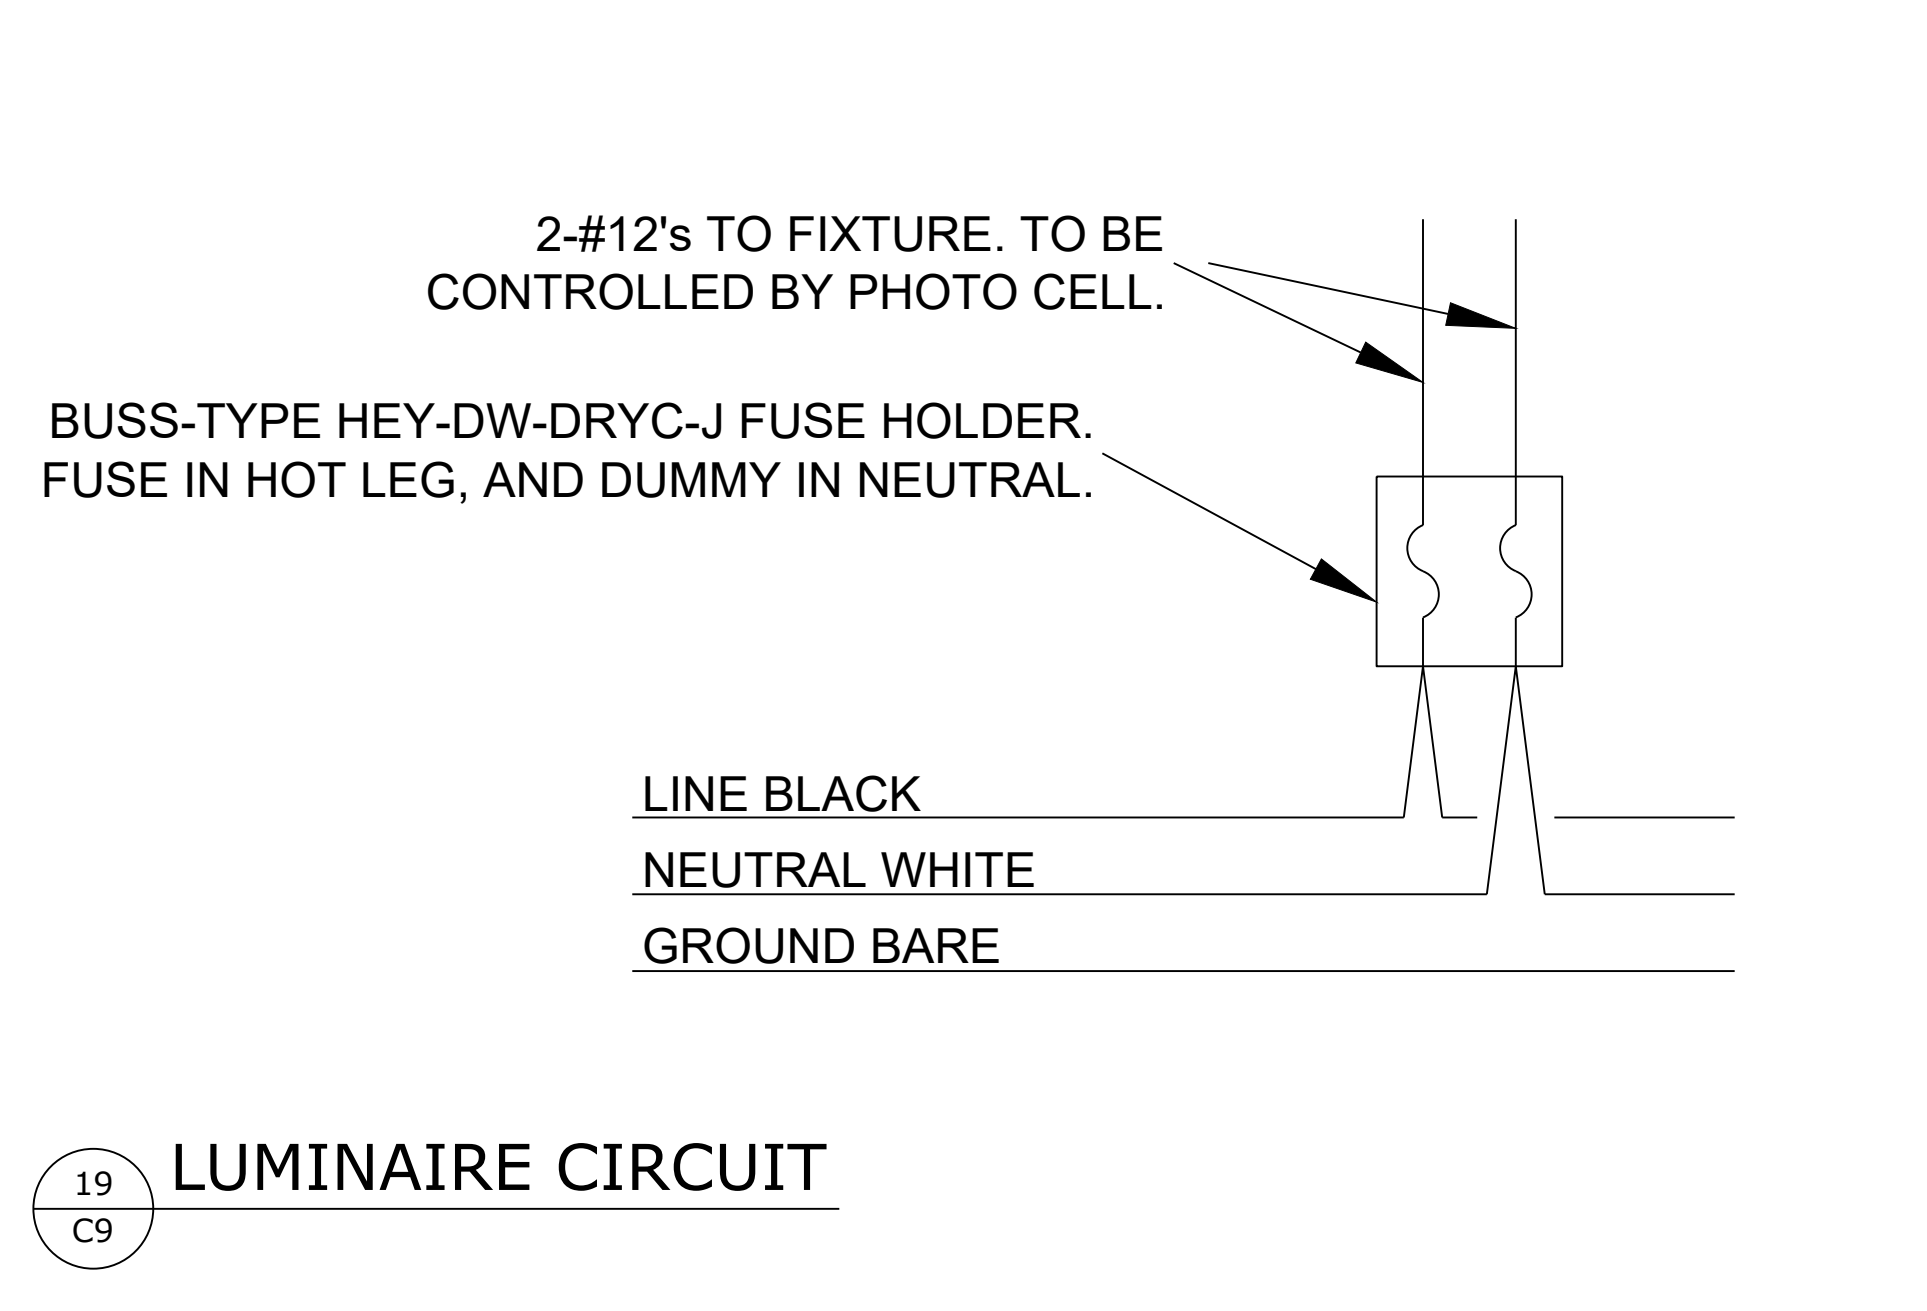 2-#12's TO FIXTURE. TO BE
CONTROLLED BY PHOTO CELL.
BUSS-TYPE HEY-DW-DRYC-J FUSE HOLDER.
FUSE IN HOT LEG, AND DUMMY IN NEUTRAL.
LINE BLACK
NEUTRAL WHITE
GROUND BARE
LUMINAIRE CIRCUIT
19
C9